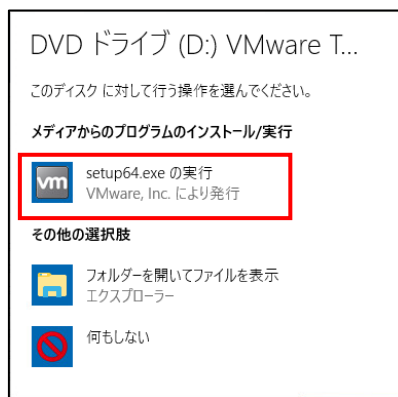 DVD ドライブ (D:) VMware T...
このディスク に対して行う操作を選んでください。
メディアからのプログラムのインストール/実行
vm
setup64.exe の実行
VMware, Inc. により発行
その他の選択肢
フォルダーを開いてファイルを表示
エクスプローラー
何もしない